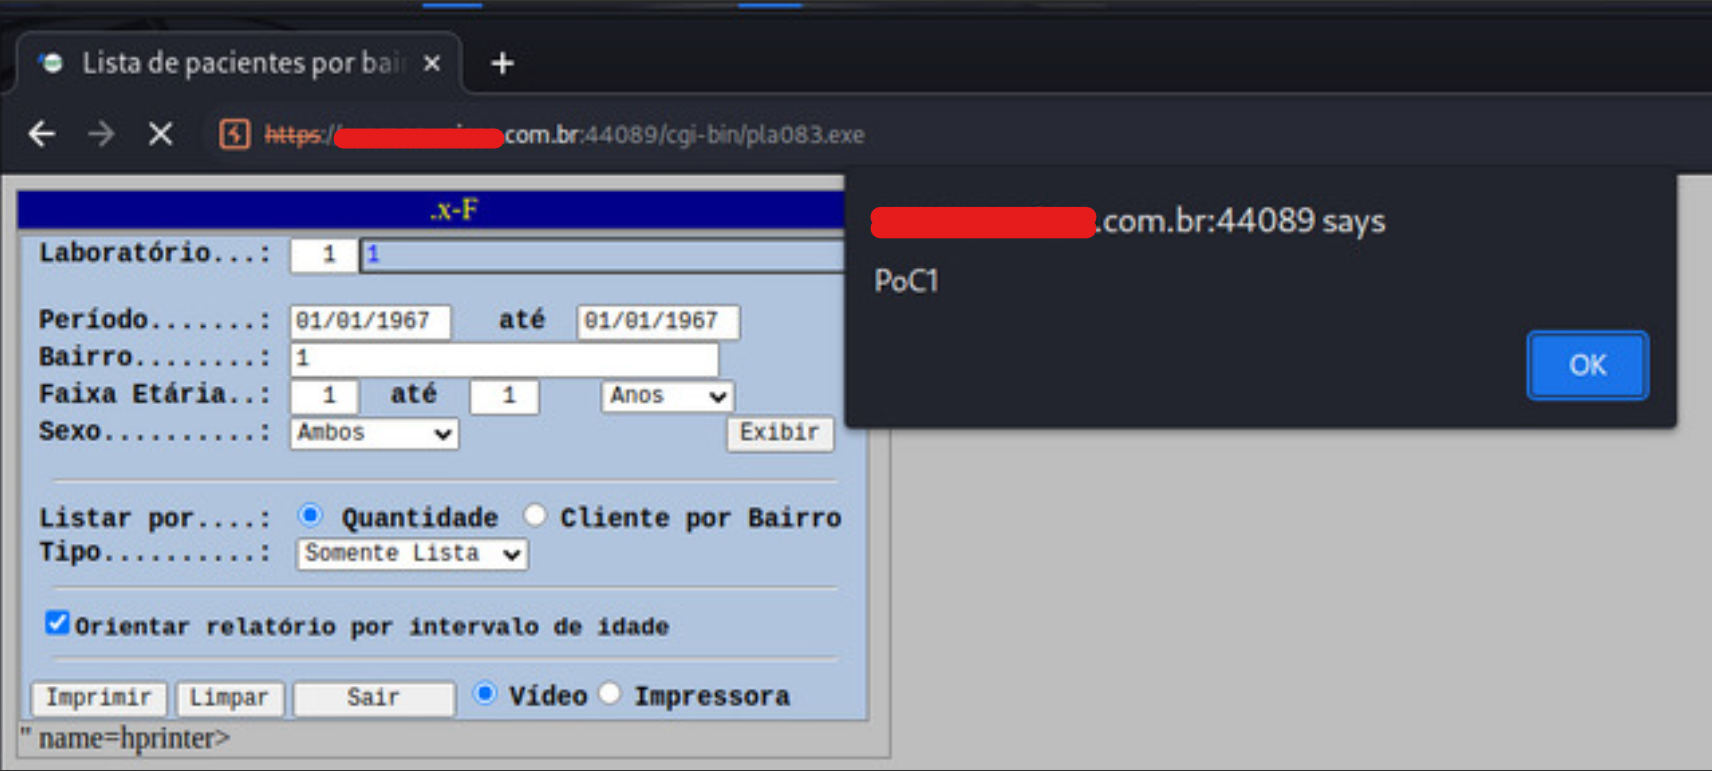 Lista de pacientes por bai
https://
com.br:44089/cgi-bin/pla083.exe
.com.br:44089 says
PoC1
OK
.x-F
Laboratório...: 1 1
Período.......: 01/01/1967 até 01/01/1967
Bairro........: 1
Faixa Etária..: 1 até 1 Anos
Sexo..........: Ambos Exibir
Listar por....: Quantidade Cliente por Bairro
Tipo..........: Somente Lista
Orientar relatório por intervalo de idade
Imprimir Limpar Sair Vídeo Impressora
" name=hprinter>